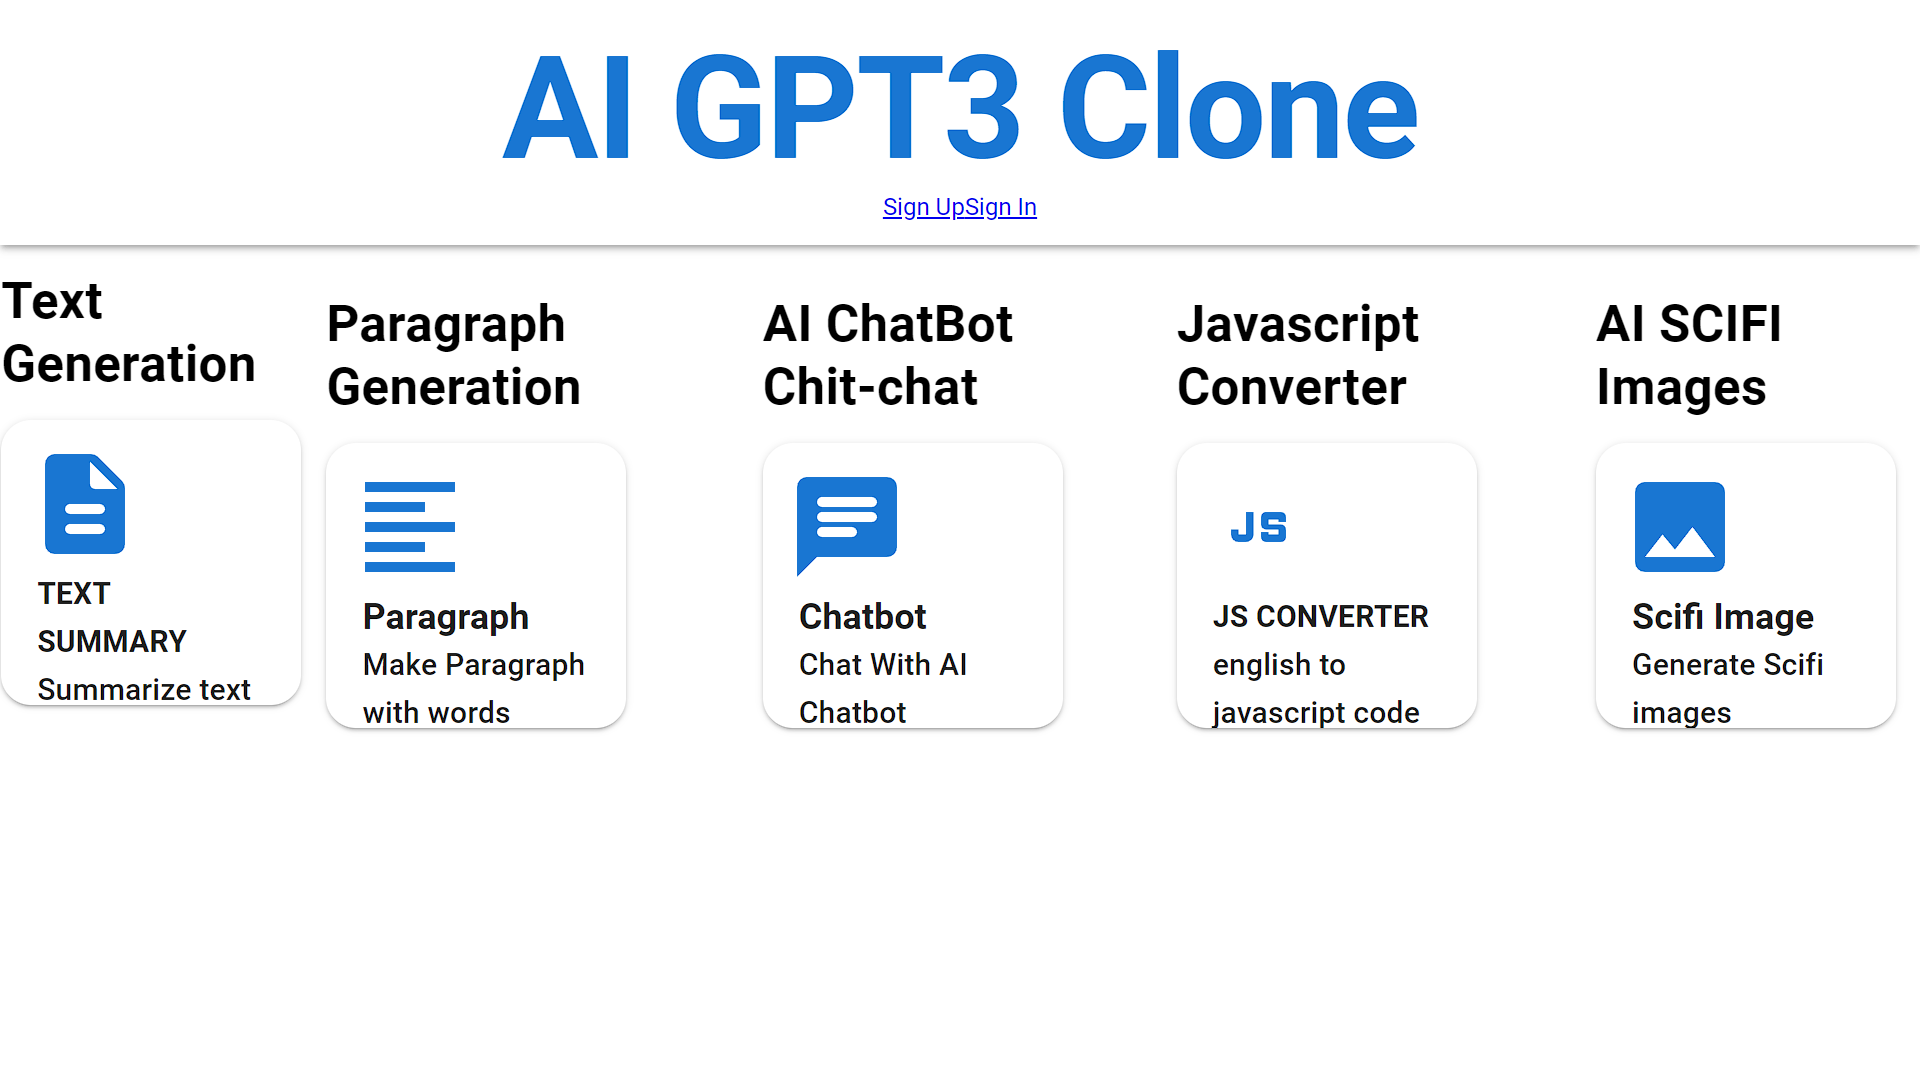 AI GPT3 Clone
Sign UpSign In
Text
Generation
TEXT
SUMMARY
Summarize text
Paragraph
Generation
Paragraph
Make Paragraph
with words
AI ChatBot
Chit-chat
Chatbot
Chat With AI
Chatbot
Javascript
Converter
JS
JS CONVERTER
english to
javascript code
AI SCIFI
Images
Scifi Image
Generate Scifi
images